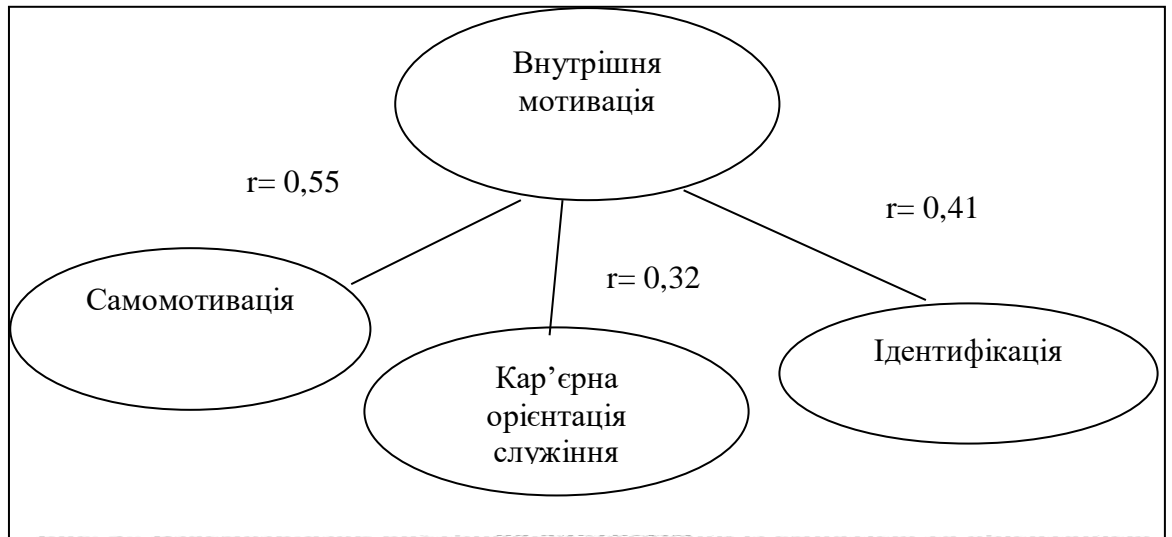 Внутрішня
мотивація
r= 0,55
r= 0,41
r= 0,32
Самомотивація
Ідентифікація
Кар’єрна
орієнтація
служіння